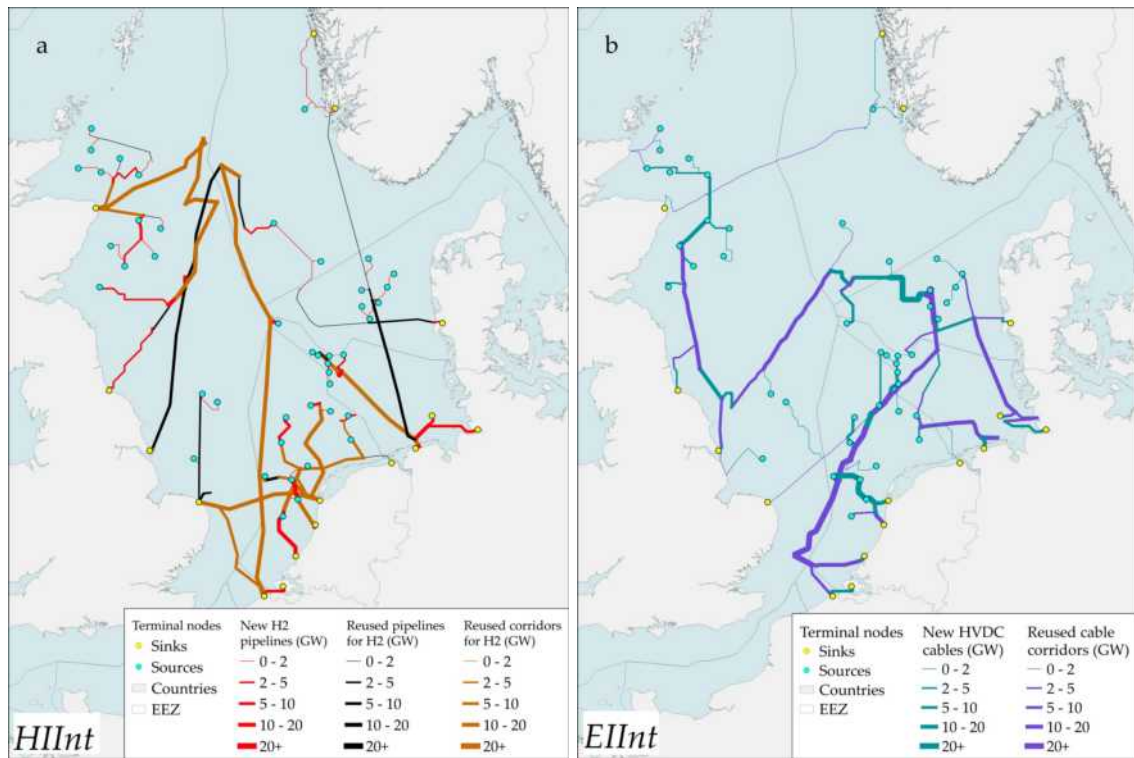 a
Terminal nodes
Sinks
Sources
Countries
EEZ
New H2
pipelines (GW)
0 - 2
2 - 5
5 - 10
10 - 20
20+
Reused pipelines
for H2 (GW)
0 - 2
2 - 5
5 - 10
10 - 20
20+
Reused corridors
for H2 (GW)
0 - 2
2 - 5
5 - 10
10 - 20
20+
HIInt
b
Terminal nodes
Sinks
Sources
Countries
EEZ
New HVDC
cables (GW)
0 - 2
2 - 5
5 - 10
10 - 20
20+
Reused cable
corridors (GW)
0 - 2
2 - 5
5 - 10
10 - 20
20+
EIInt